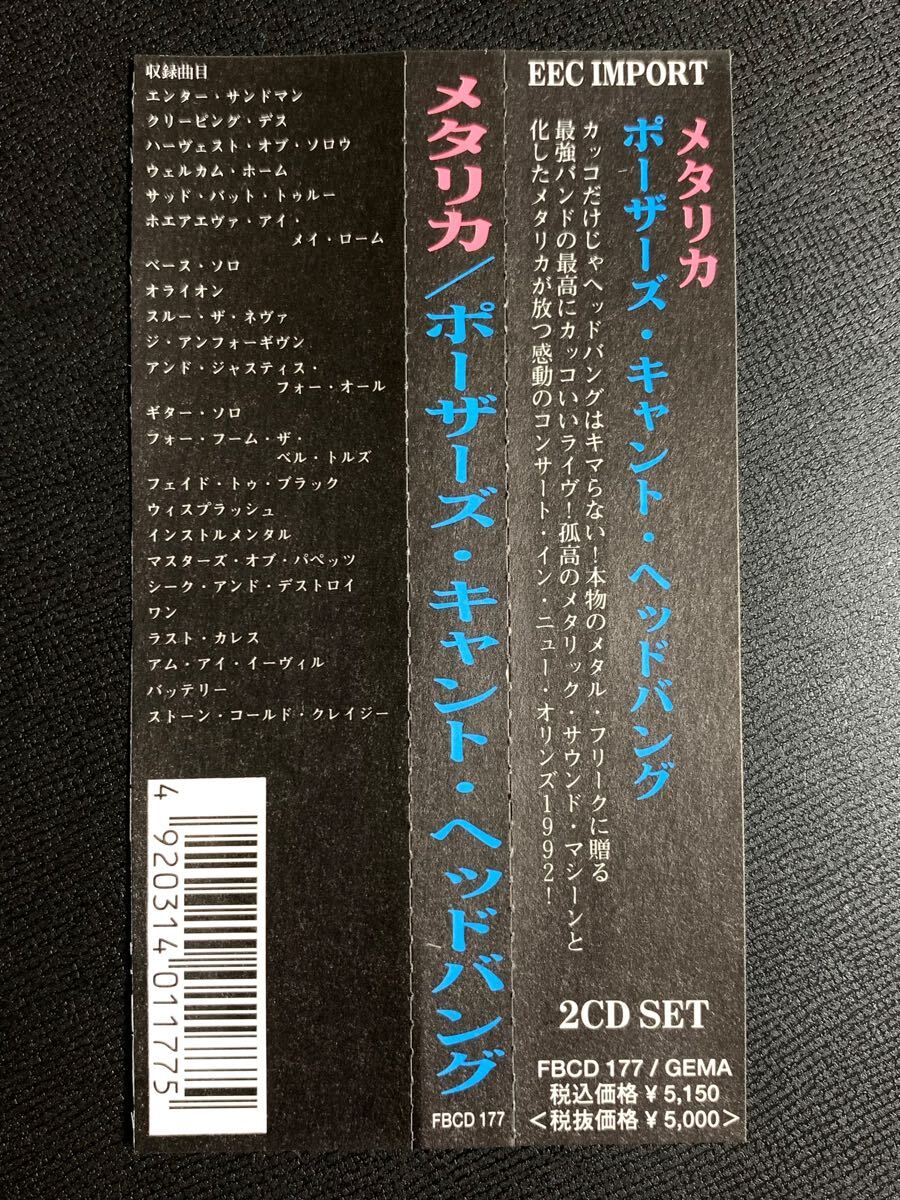 EEC IMPORT
メタリカ
ポーザーズ・キャント・ヘッドバング
カッコだけじゃヘッドバングはキマらない!本物のメタル・フリークに贈る
最強バンドの最高にカッコいいライヴ!孤高のメタリック・サウンド・マシーンと
化したメタリカが放つ感動のコンサート・イン・ニュー・オリンズ1992!
2CD SET
FBCD 177 / GEMA
税込価格 ¥ 5,150
<税抜価格 ¥ 5,000>
メタリカ/ポーザーズ・キャント・ヘッドバング
FBCD 177
収録曲目
エンター・サンドマン
クリーピング・デス
ハーヴェスト・オブ・ソロウ
ウェルカム・ホーム
サッド・バット・トゥルー
ホエアエヴァ・アイ・
メイ・ローム
ベース・ソロ
オライオン
スルー・ザ・ネヴァ
ジ・アンフォーギヴン
アンド・ジャスティス・
フォー・オール
ギター・ソロ
フォー・フーム・ザ・
ベル・トルズ
フェイド・トゥ・ブラック
ウィスプラッシュ
インストルメンタル
マスターズ・オブ・パペッツ
シーク・アンド・デストロイ
ワン
ラスト・カレス
アム・アイ・イーヴィル
バッテリー
ストーン・コールド・クレイジー
4 920314 011775